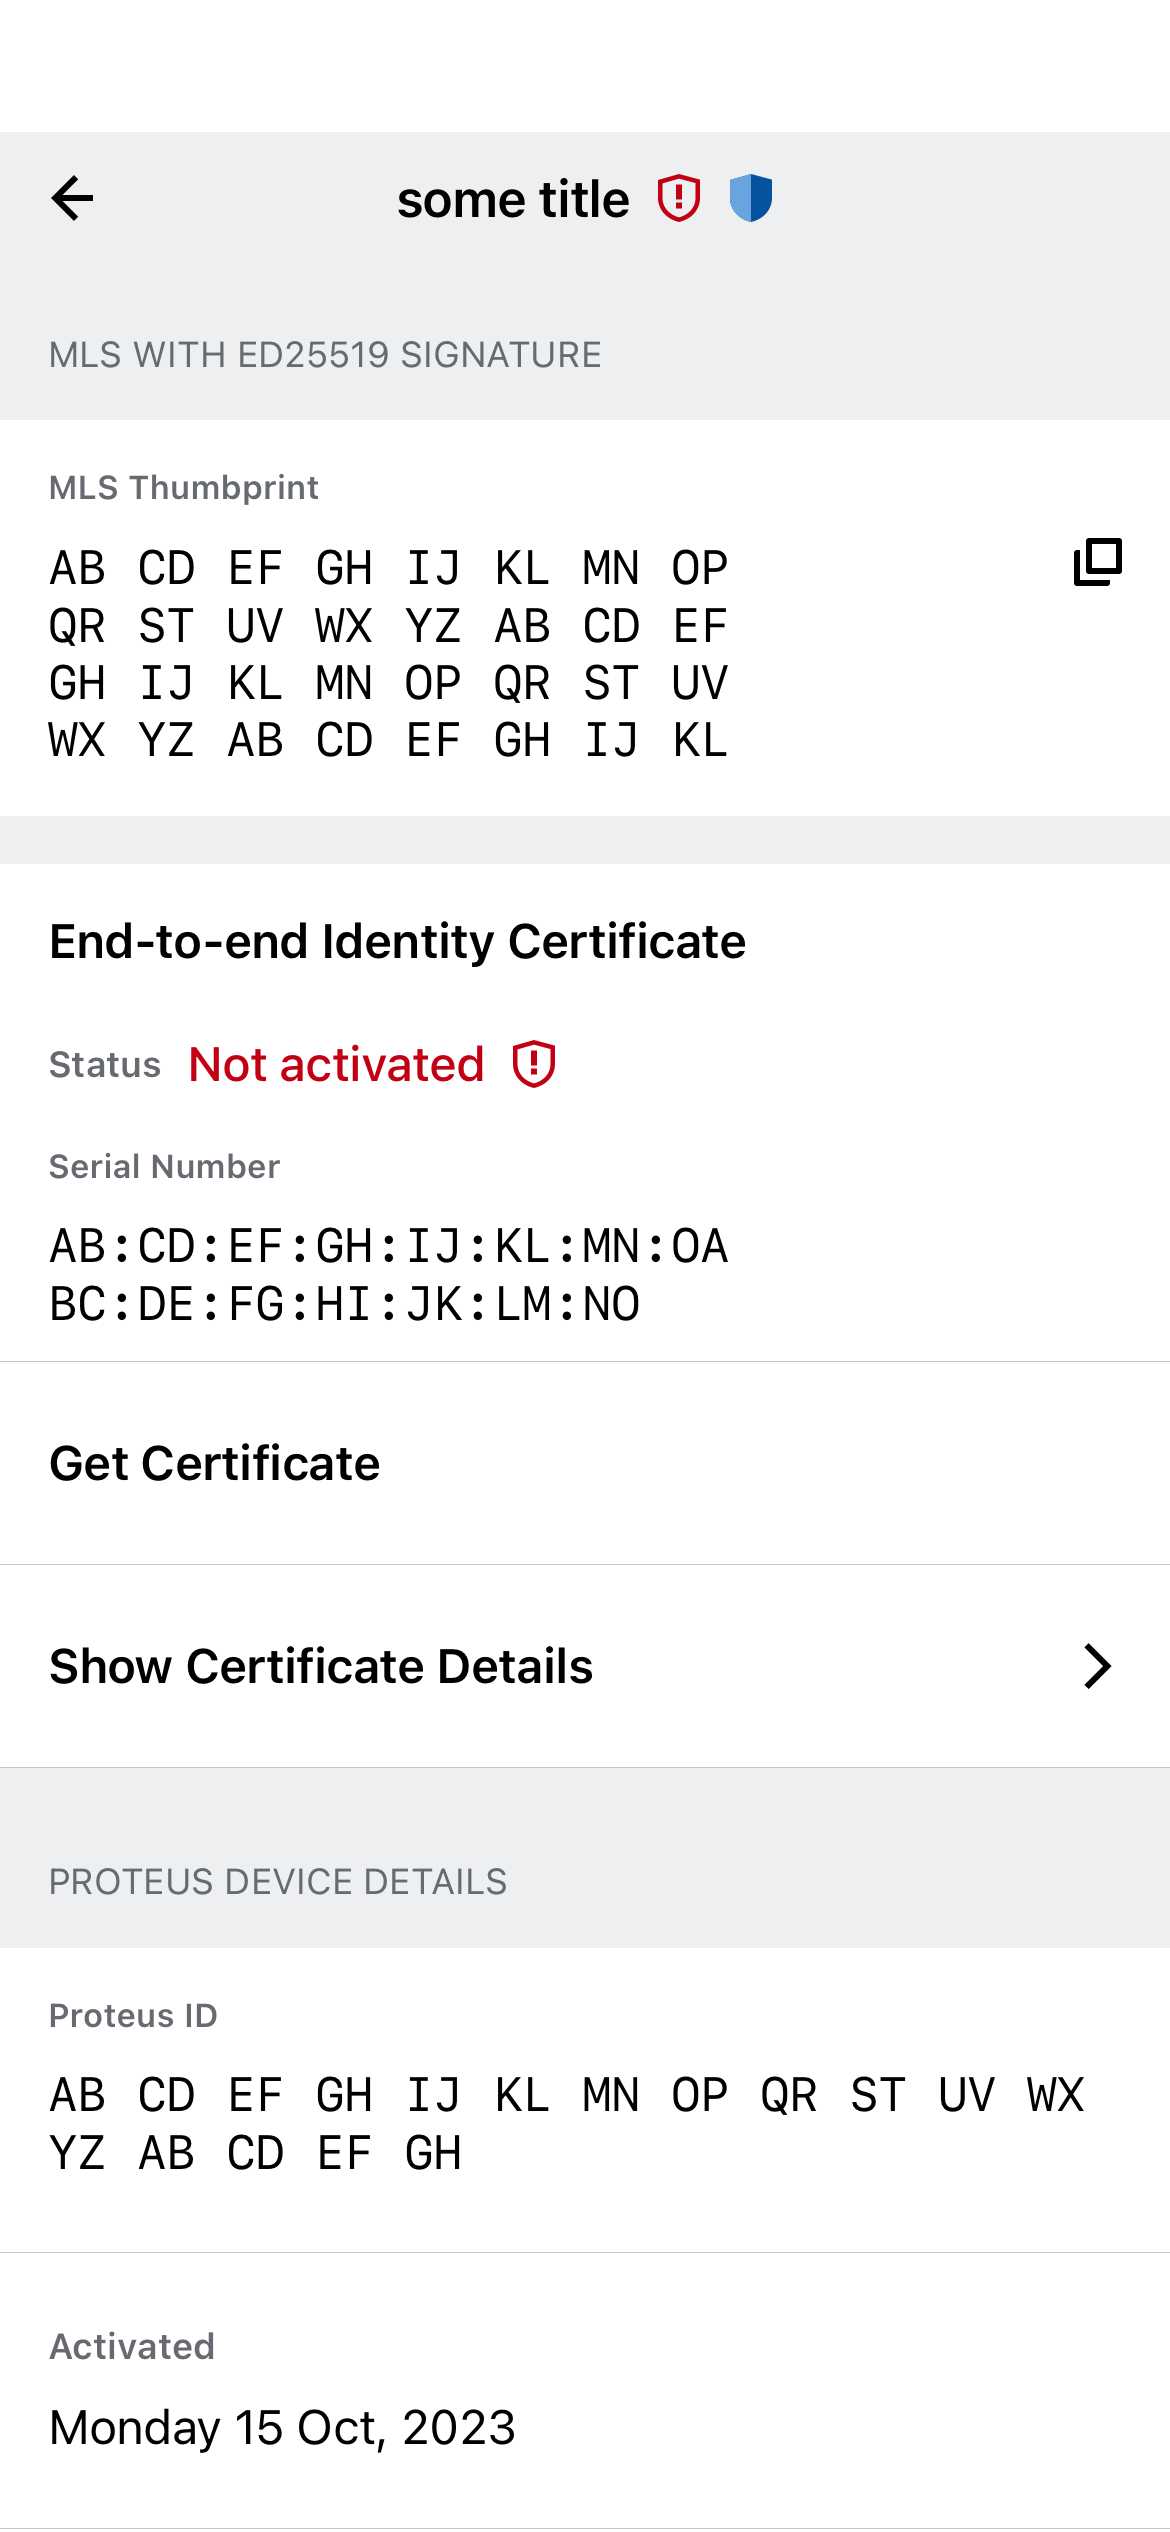 some title
MLS WITH ED25519 SIGNATURE
MLS Thumbprint
AB CD EF GH IJ KL MN OP
QR ST UV WX YZ AB CD EF
GH IJ KL MN OP QR ST UV
WX YZ AB CD EF GH IJ KL
End-to-end Identity Certificate
Status Not activated
Serial Number
AB:CD:EF:GH:IJ:KL:MN:OA
BC:DE:FG:HI:JK:LM:NO
Get Certificate
Show Certificate Details
PROTEUS DEVICE DETAILS
Proteus ID
AB CD EF GH IJ KL MN OP QR ST UV WX
YZ AB CD EF GH
Activated
Monday 15 Oct, 2023